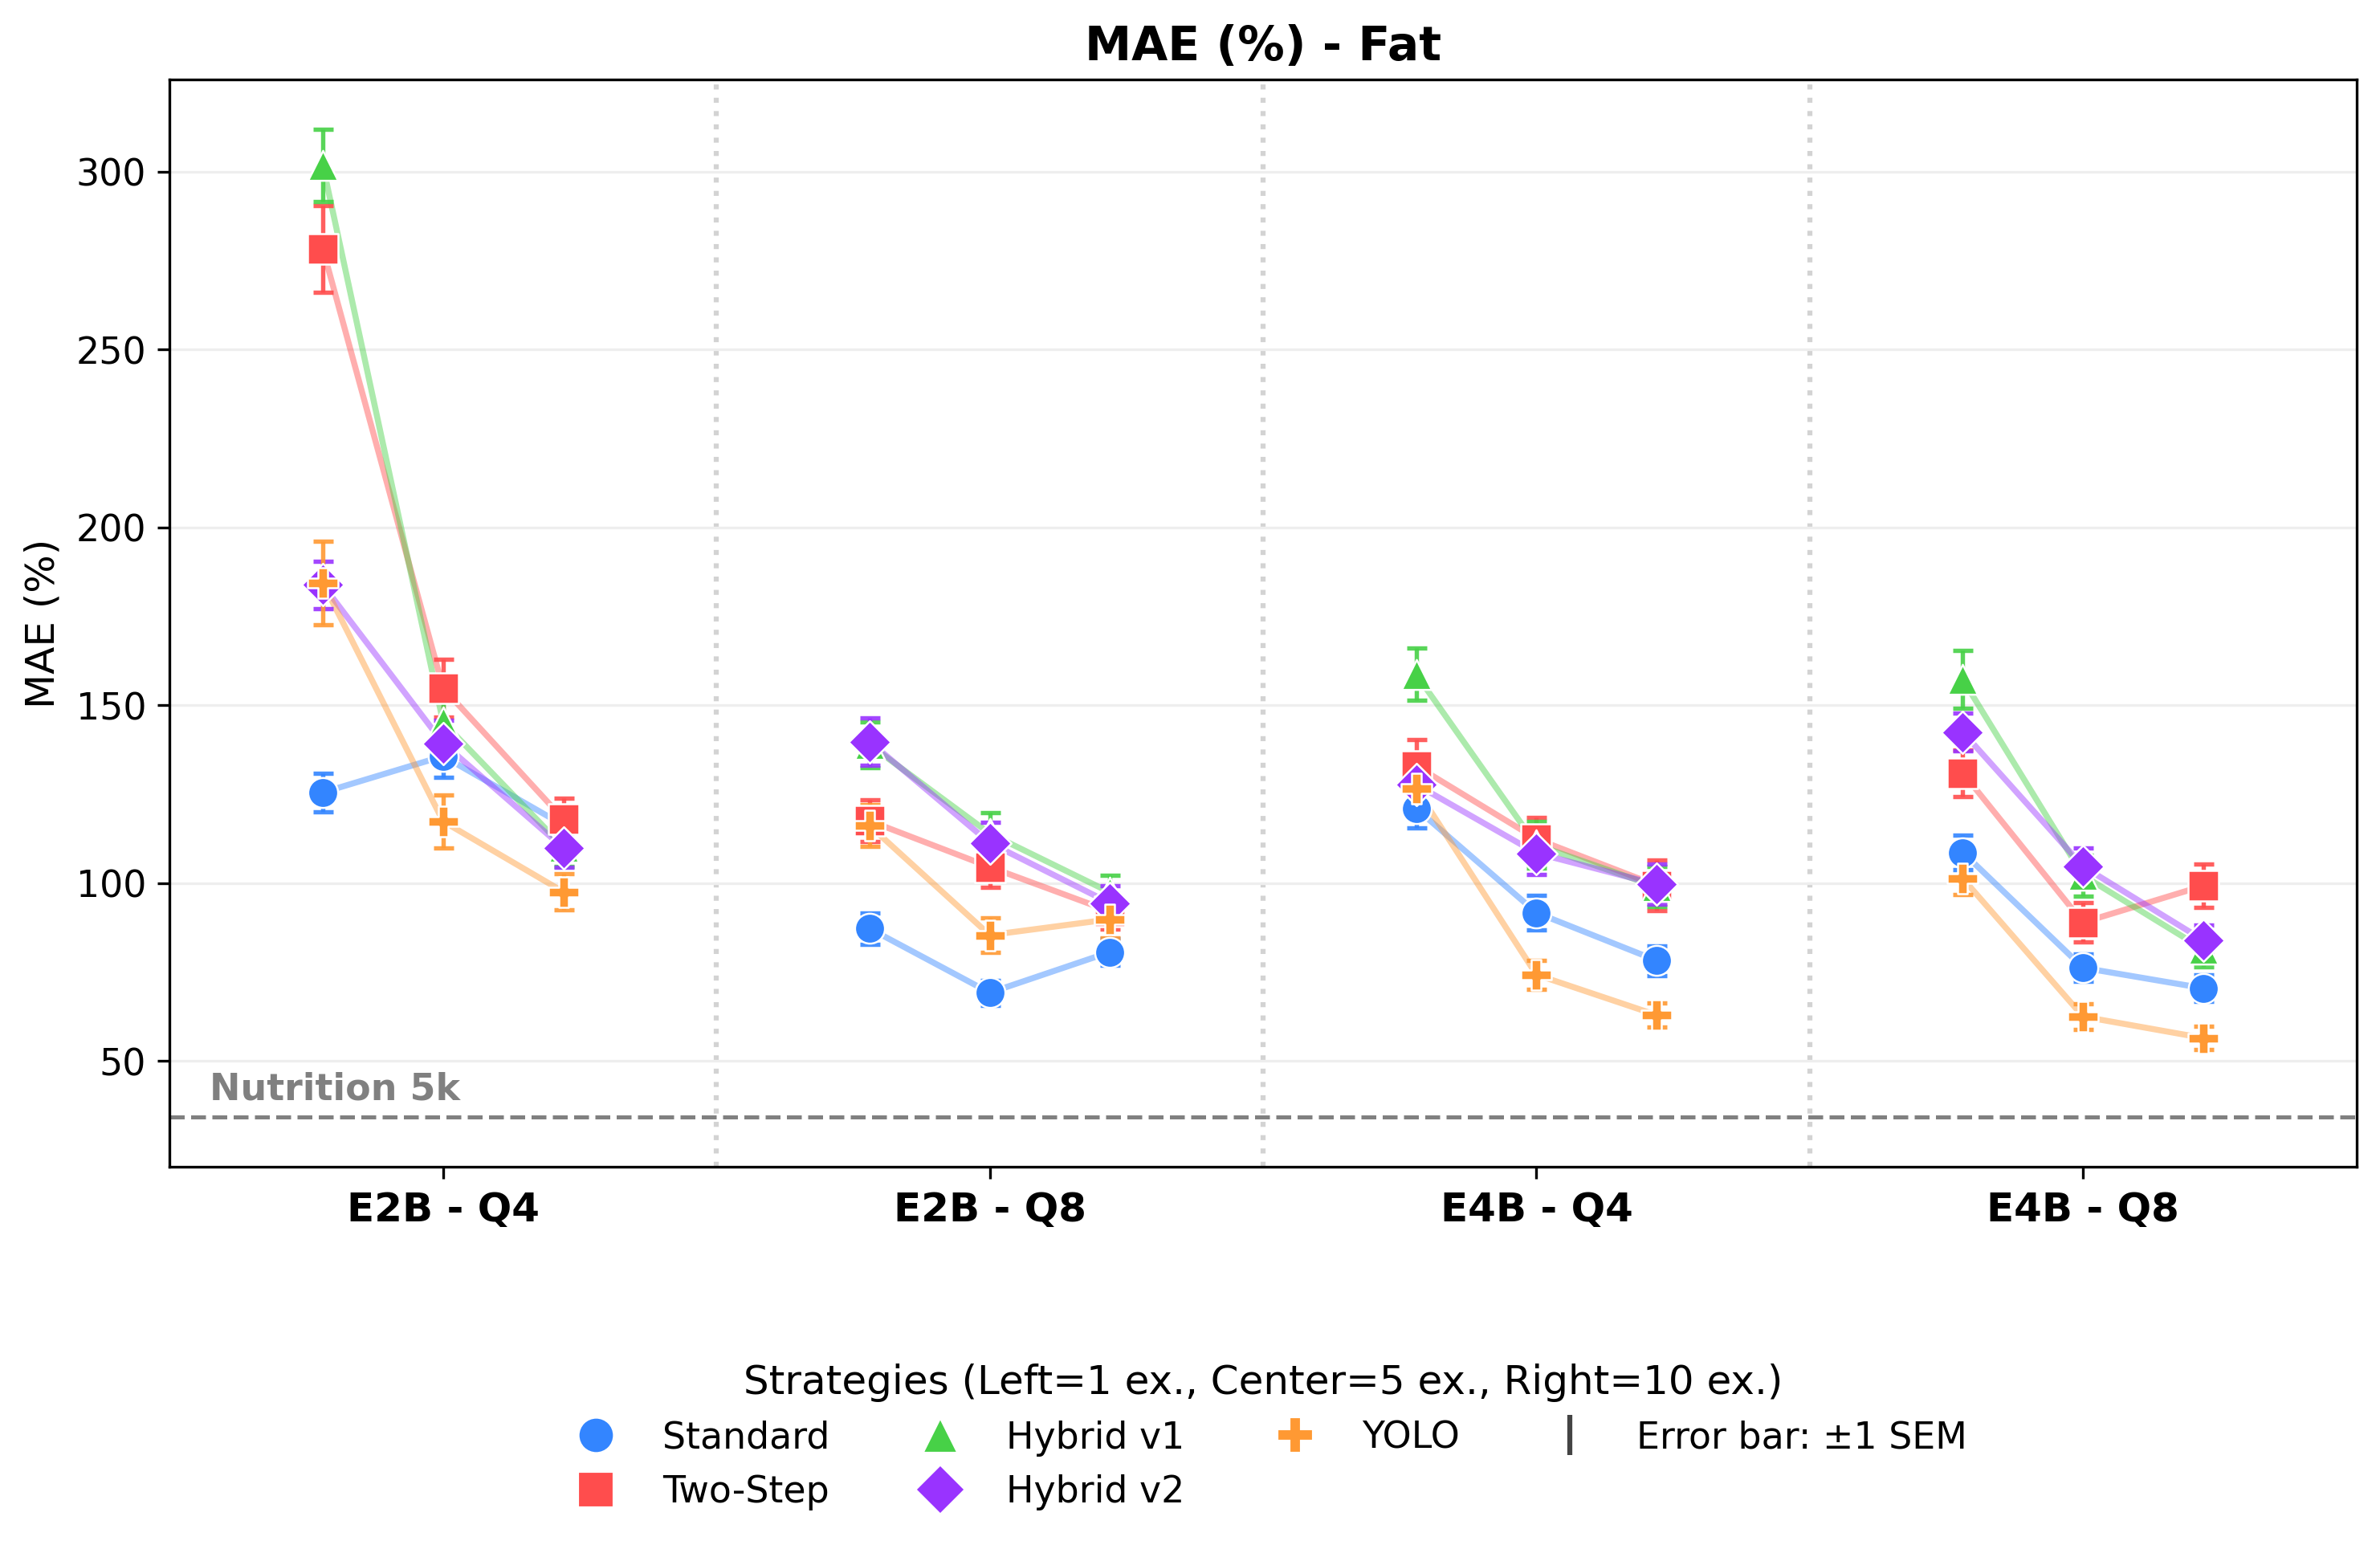 MAE (%) - Fat
MAE (%)
300
250
200
150
100
50
Nutrition 5k
E2B - Q4
E2B - Q8
E4B - Q4
E4B - Q8
Strategies (Left=1 ex., Center=5 ex., Right=10 ex.)
Standard
Two-Step
Hybrid v1
Hybrid v2
YOLO
Error bar: ±1 SEM